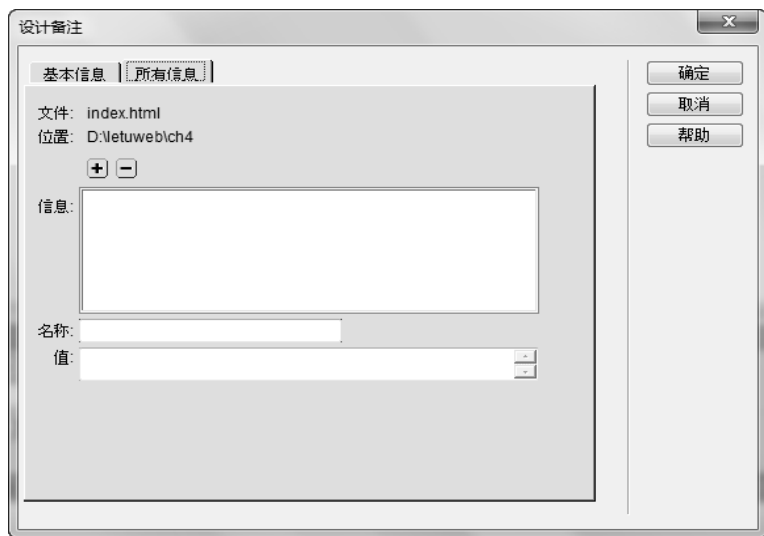 设计备注
基本信息 所有信息
文件: index.html
位置: D:\letuweb\ch4
信息:
名称:
值:
确定
取消
帮助